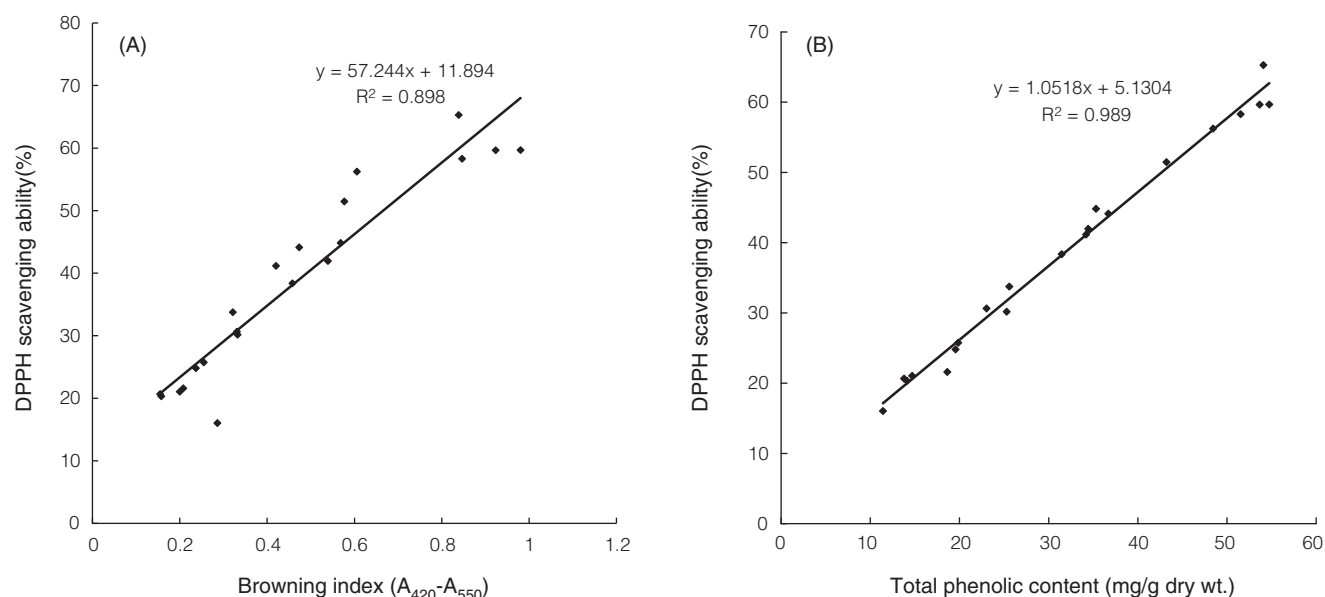 (A)
y = 57.244x + 11.894
R² = 0.898
80
70
60
50
40
30
20
10
0
0 0.2 0.4 0.6 0.8 1 1.2
DPPH scavenging ability(%)
Browning index (A₄₂₀-A₅₅₀)
(B)
y = 1.0518x + 5.1304
R² = 0.989
70
60
50
40
30
20
10
0
0 10 20 30 40 50 60
DPPH scavenging ability(%)
Total phenolic content (mg/g dry wt.)